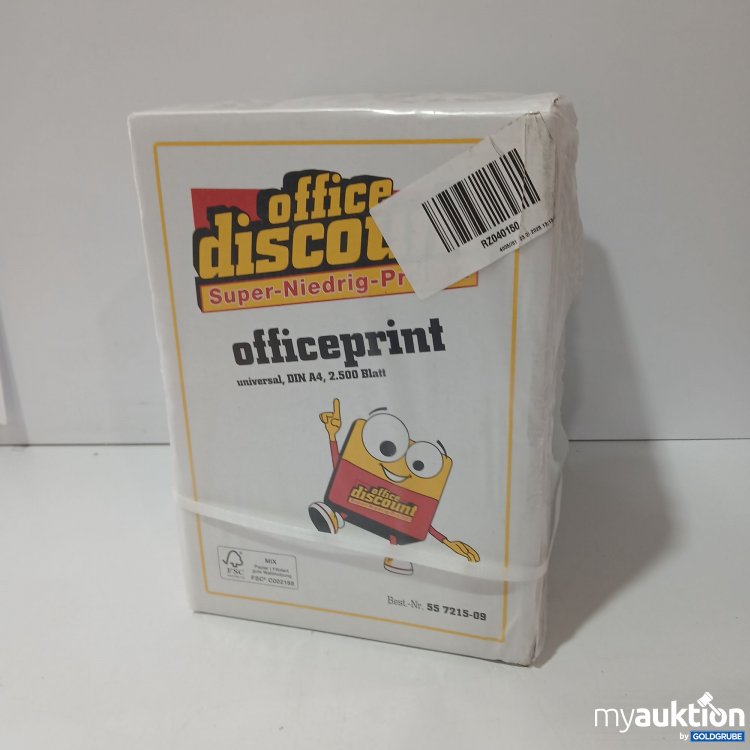 office
discount
Super-Niedrig-Pr
RZ040150
officeprint
universal, DIN A4, 2.500 Blatt
office
discount
FSC
MIX
FSC® C002188
Best.-Nr. 55 7215-09
myauktion
by GOLDGRUBE